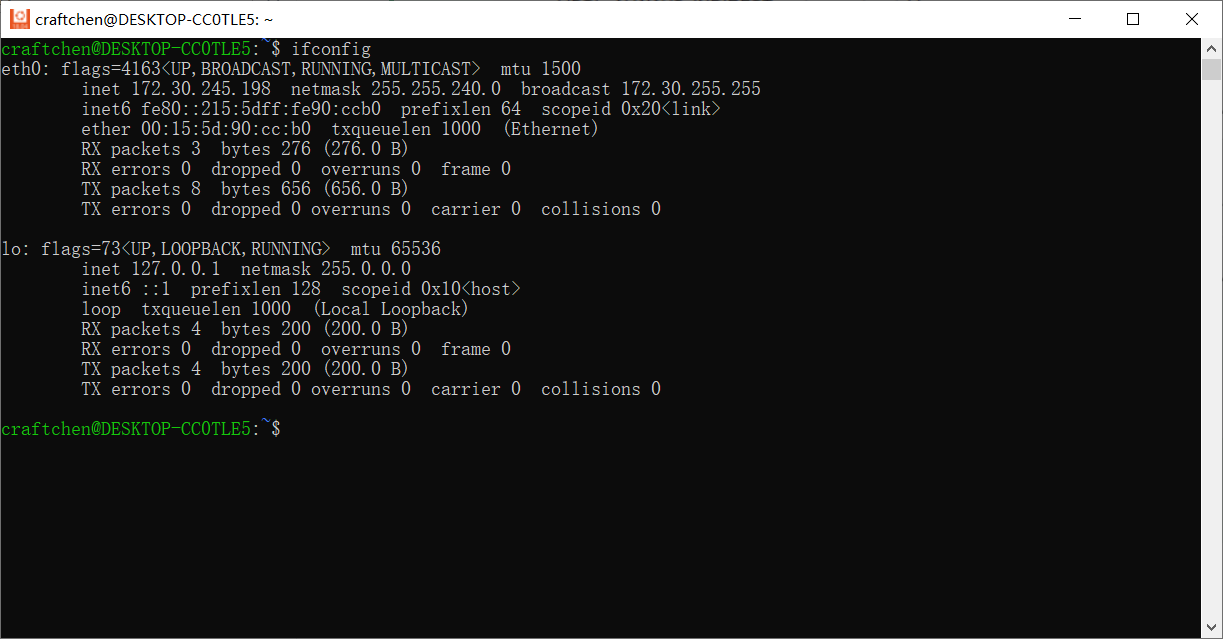 craftchen@DESKTOP-CC0TLE5: ~
craftchen@DESKTOP-CC0TLE5:~$ ifconfig
eth0: flags=4163<UP,BROADCAST,RUNNING,MULTICAST>  mtu 1500
        inet 172.30.245.198  netmask 255.255.240.0  broadcast 172.30.255.255
        inet6 fe80::215:5dff:fe90:ccb0  prefixlen 64  scopeid 0x20<link>
        ether 00:15:5d:90:cc:b0  txqueuelen 1000  (Ethernet)
        RX packets 3  bytes 276 (276.0 B)
        RX errors 0  dropped 0  overruns 0  frame 0
        TX packets 8  bytes 656 (656.0 B)
        TX errors 0  dropped 0 overruns 0  carrier 0  collisions 0

lo: flags=73<UP,LOOPBACK,RUNNING>  mtu 65536
        inet 127.0.0.1  netmask 255.0.0.0
        inet6 ::1  prefixlen 128  scopeid 0x10<host>
        loop  txqueuelen 1000  (Local Loopback)
        RX packets 4  bytes 200 (200.0 B)
        RX errors 0  dropped 0  overruns 0  frame 0
        TX packets 4  bytes 200 (200.0 B)
        TX errors 0  dropped 0 overruns 0  carrier 0  collisions 0

craftchen@DESKTOP-CC0TLE5:~$